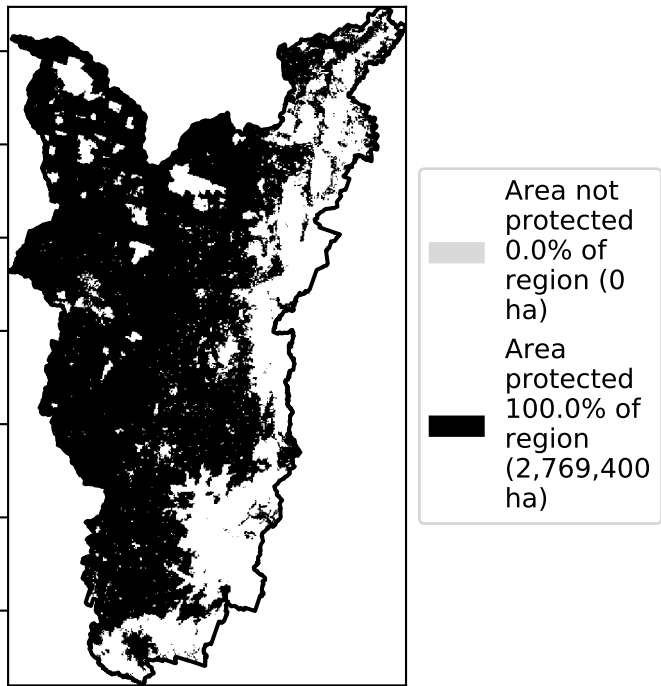 Area not
protected
0.0% of
region (0
ha)
Area
protected
100.0% of
region
(2,769,400
ha)